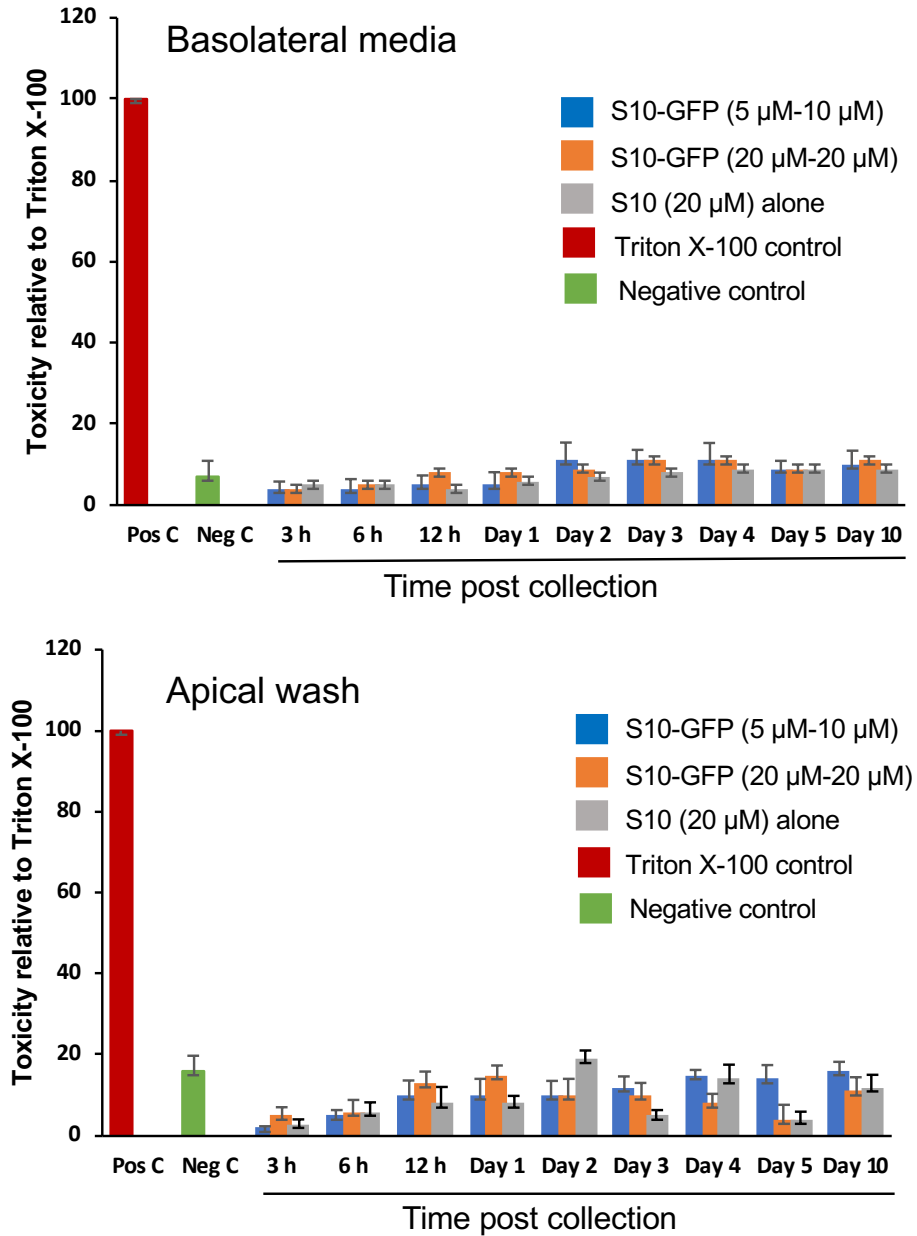 Basolateral media
Toxicity relative to Triton X-100
120
100
80
60
40
20
0
S10-GFP (5 µM-10 µM)
S10-GFP (20 µM-20 µM)
S10 (20 µM) alone
Triton X-100 control
Negative control
Pos C Neg C 3 h 6 h 12 h Day 1 Day 2 Day 3 Day 4 Day 5 Day 10
Time post collection
Apical wash
Toxicity relative to Triton X-100
120
100
80
60
40
20
0
S10-GFP (5 µM-10 µM)
S10-GFP (20 µM-20 µM)
S10 (20 µM) alone
Triton X-100 control
Negative control
Pos C Neg C 3 h 6 h 12 h Day 1 Day 2 Day 3 Day 4 Day 5 Day 10
Time post collection